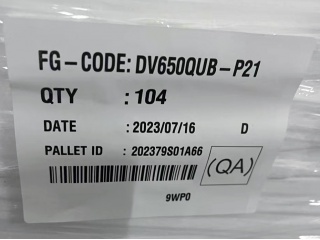 FG-CODE: DV650QUB-P21
QTY : 104
DATE : 2023/07/16 D
PALLET ID : 202379S01A66
(QA)
9WP0